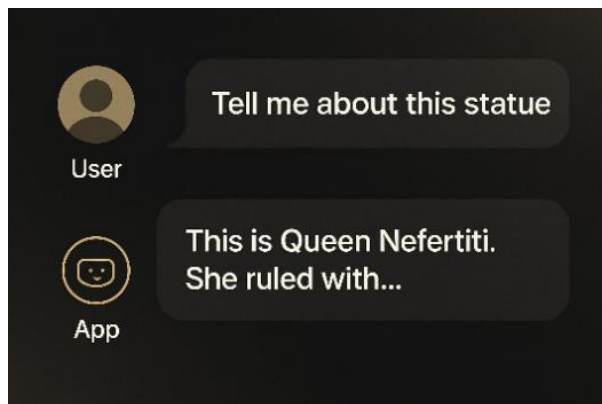 Tell me about this statue
User
This is Queen Nefertiti.
She ruled with...
App